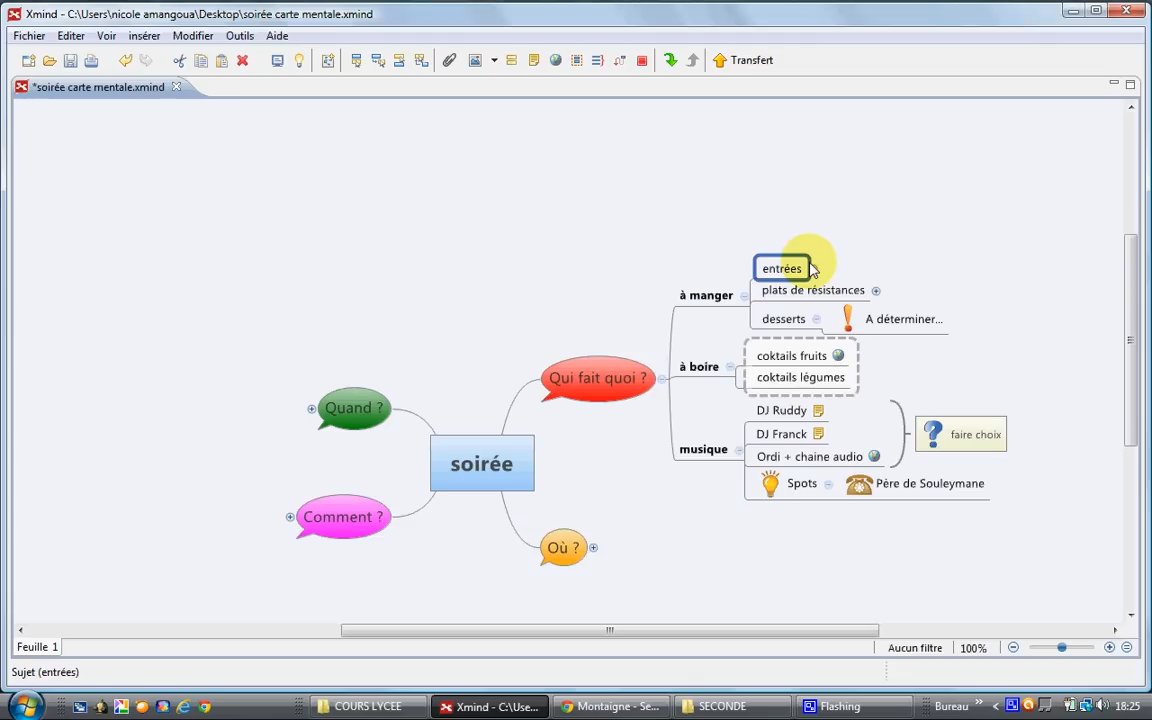 Xmind - C:\Users\nicole amangoua\Desktop\soirée carte mentale.xmind
Fichier Editer Voir insérer Modifier Outils Aide
Transfert
*soirée carte mentale.xmind
entrées
plats de résistances
à manger
desserts
A déterminer...
coktails fruits
à boire
coktails légumes
Qui fait quoi ?
Quand ?
DJ Ruddy
DJ Franck
faire choix
musique
Ordi + chaine audio
soirée
Spots
Père de Souleymane
Comment ?
Où ?
Feuille 1
Aucun filtre
100%
Sujet (entrées)
COURS LYCEE
Xmind - C:\Use...
Montaigne - Se...
SECONDE
Flashing
Bureau
18:25